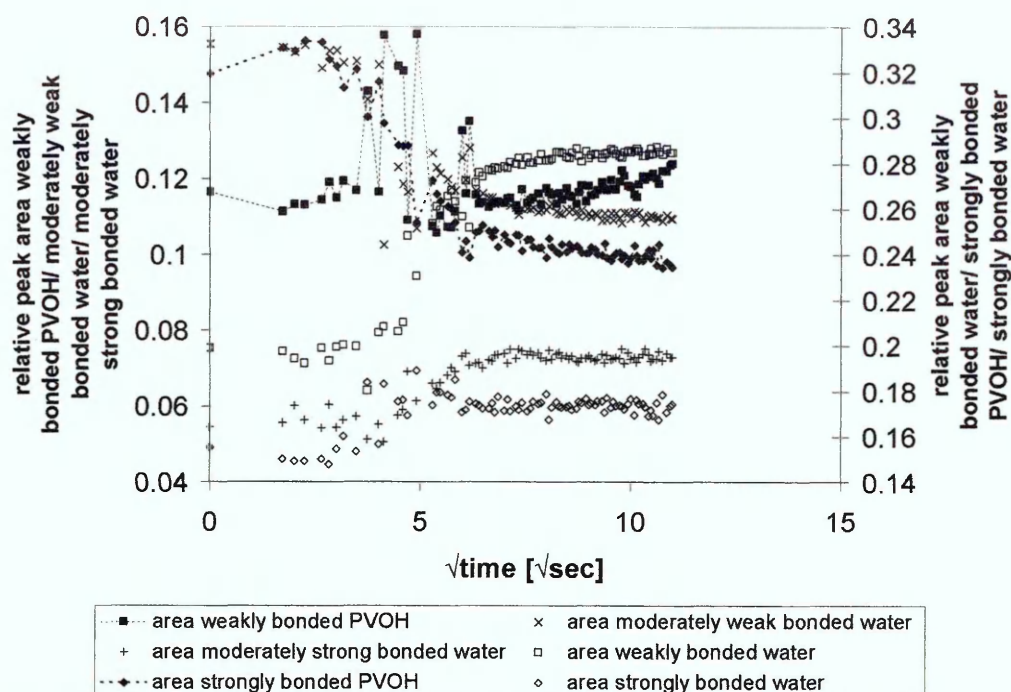 relative peak area weakly
bonded PVOH/ moderately weak
bonded water/ moderately
strong bonded water
0.16
0.14
0.12
0.1
0.08
0.06
0.04
0
5
10
15
√time [√sec]
0.34
0.32
0.3
0.28
0.26
0.24
0.22
0.2
0.18
0.16
0.14
relative peak area weakly
bonded water/ strongly bonded
PVOH/ strongly bonded water
area weakly bonded PVOH
area moderately weak bonded water
area moderately strong bonded water
area weakly bonded water
area strongly bonded PVOH
area strongly bonded water